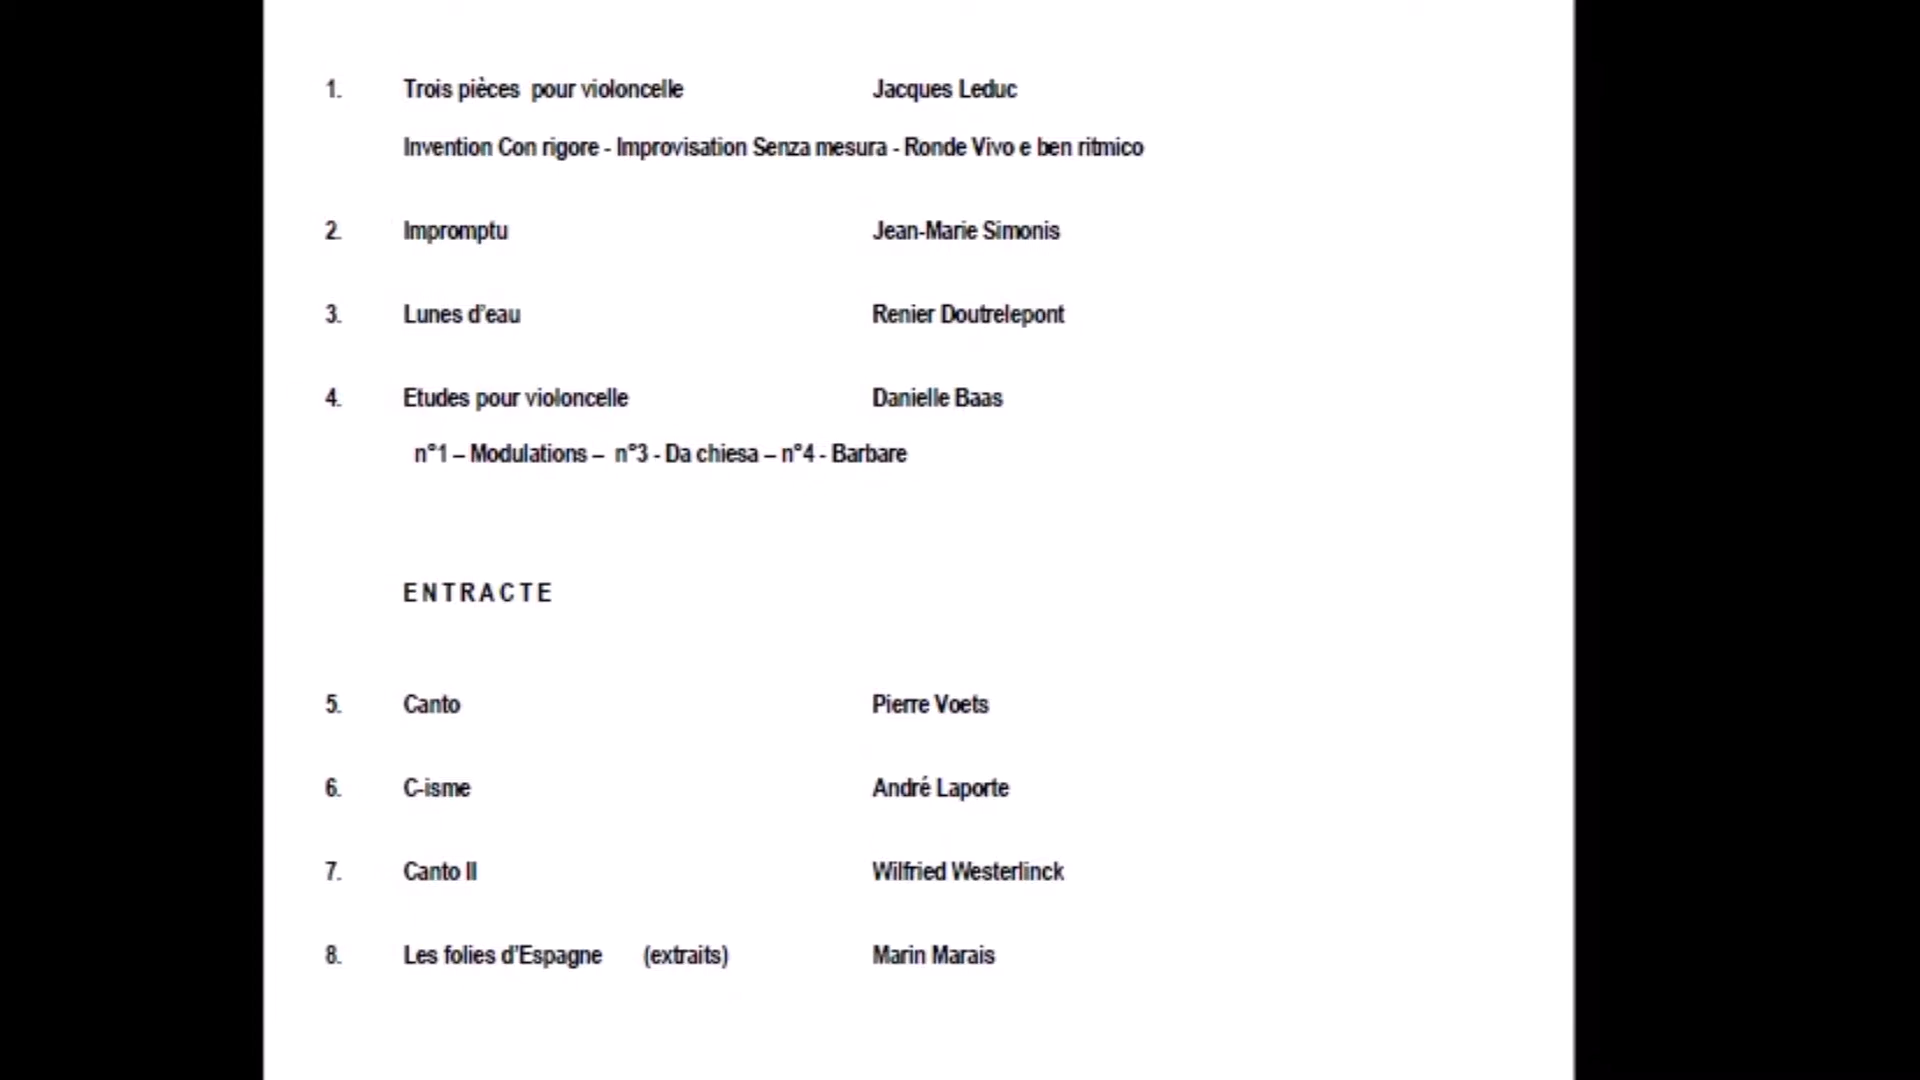 1. Trois pièces pour violoncelle Jacques Leduc
Invention Con rigore - Improvisation Senza mesura - Ronde Vivo e ben ritmico
2. Impromptu Jean-Marie Simonis
3. Lunes d'eau Renier Doutrelepont
4. Etudes pour violoncelle Danielle Baas
n°1 – Modulations – n°3 - Da chiesa – n°4 - Barbare
ENTRACTE
5. Canto Pierre Voets
6. C-isme André Laporte
7. Canto II Wilfried Westerlinck
8. Les folies d'Espagne (extraits) Marin Marais